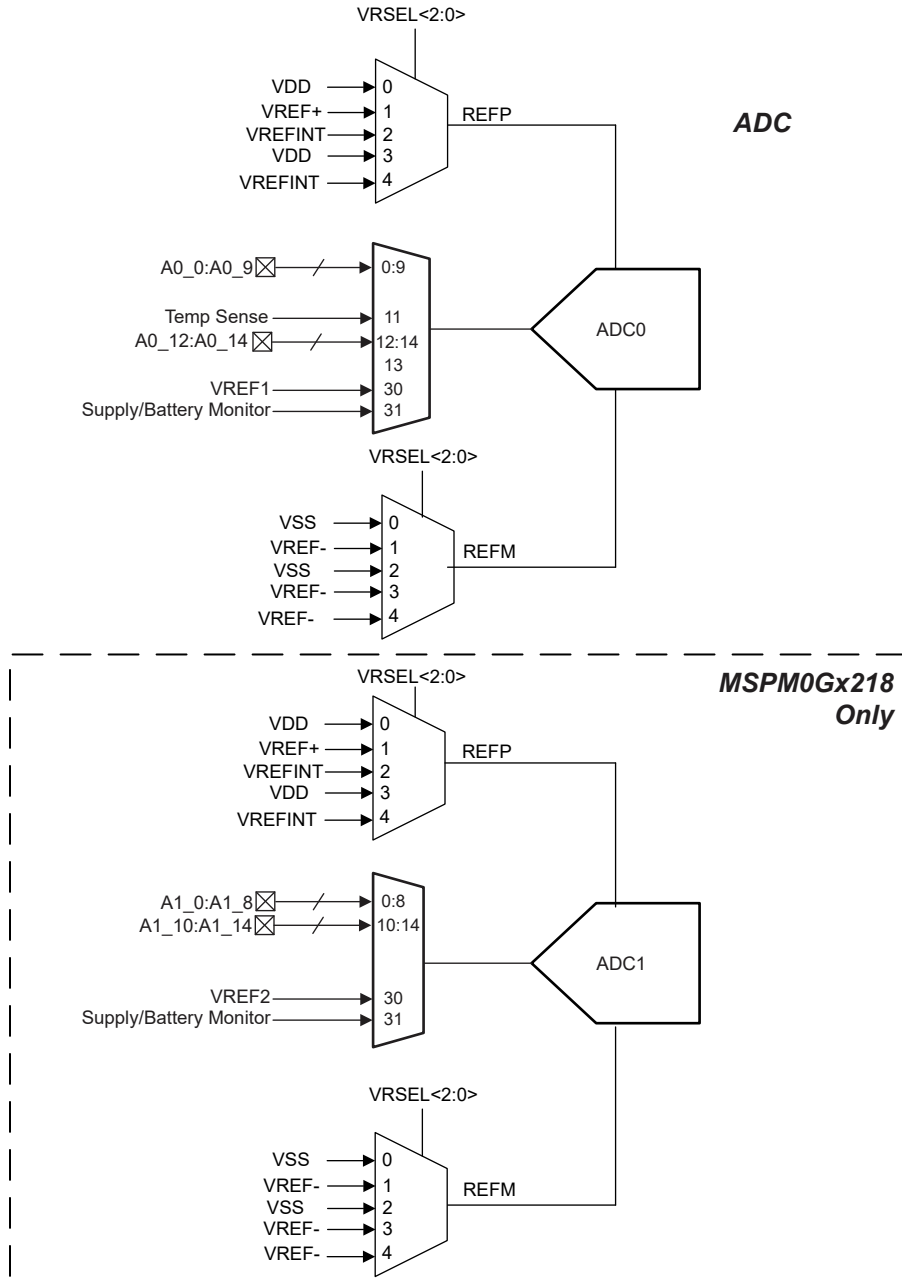 VRSEL<2:0>
VDD 0
VREF+ 1 REFP
VREFINT 2
VDD 3
VREFINT 4
ADC
A0_0:A0_9 0:9
Temp Sense 11
A0_12:A0_14 12:14
13
VREF1 30
Supply/Battery Monitor 31
ADC0
VRSEL<2:0>
VSS 0
VREF- 1 REFM
VSS 2
VREF- 3
VREF- 4
MSPM0Gx218
Only
VRSEL<2:0>
VDD 0
VREF+ 1 REFP
VREFINT 2
VDD 3
VREFINT 4
A1_0:A1_8 0:8
A1_10:A1_14 10:14
VREF2 30
Supply/Battery Monitor 31
ADC1
VRSEL<2:0>
VSS 0
VREF- 1 REFM
VSS 2
VREF- 3
VREF- 4